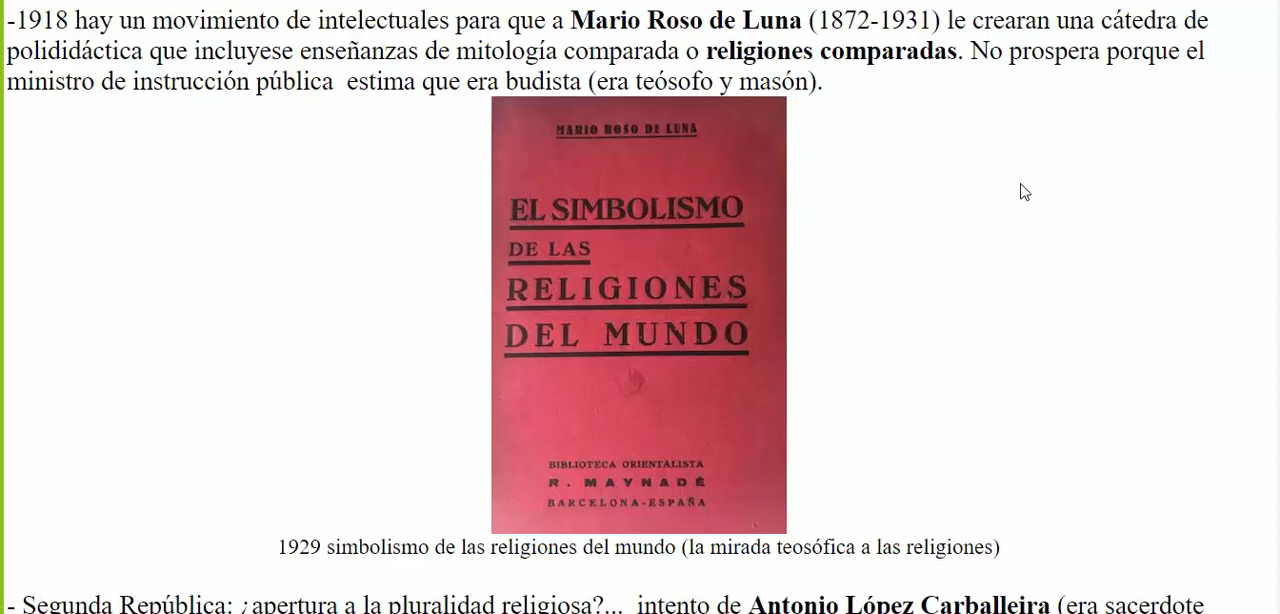 -1918 hay un movimiento de intelectuales para que a Mario Roso de Luna (1872-1931) le crearan una cátedra de
polididáctica que incluyese enseñanzas de mitología comparada o religiones comparadas. No prospera porque el
ministro de instrucción pública estima que era budista (era teósofo y masón).
MARIO ROSO DE LUNA
EL SIMBOLISMO
DE LAS
RELIGIONES
DEL MUNDO
BIBLIOTECA ORIENTALISTA
R. MAYNADÉ
BARCELONA-ESPAÑA
1929 simbolismo de las religiones del mundo (la mirada teosófica a las religiones)
- Segunda República: ¿apertura a la pluralidad religiosa?... intento de Antonio López Carballeira (era sacerdote